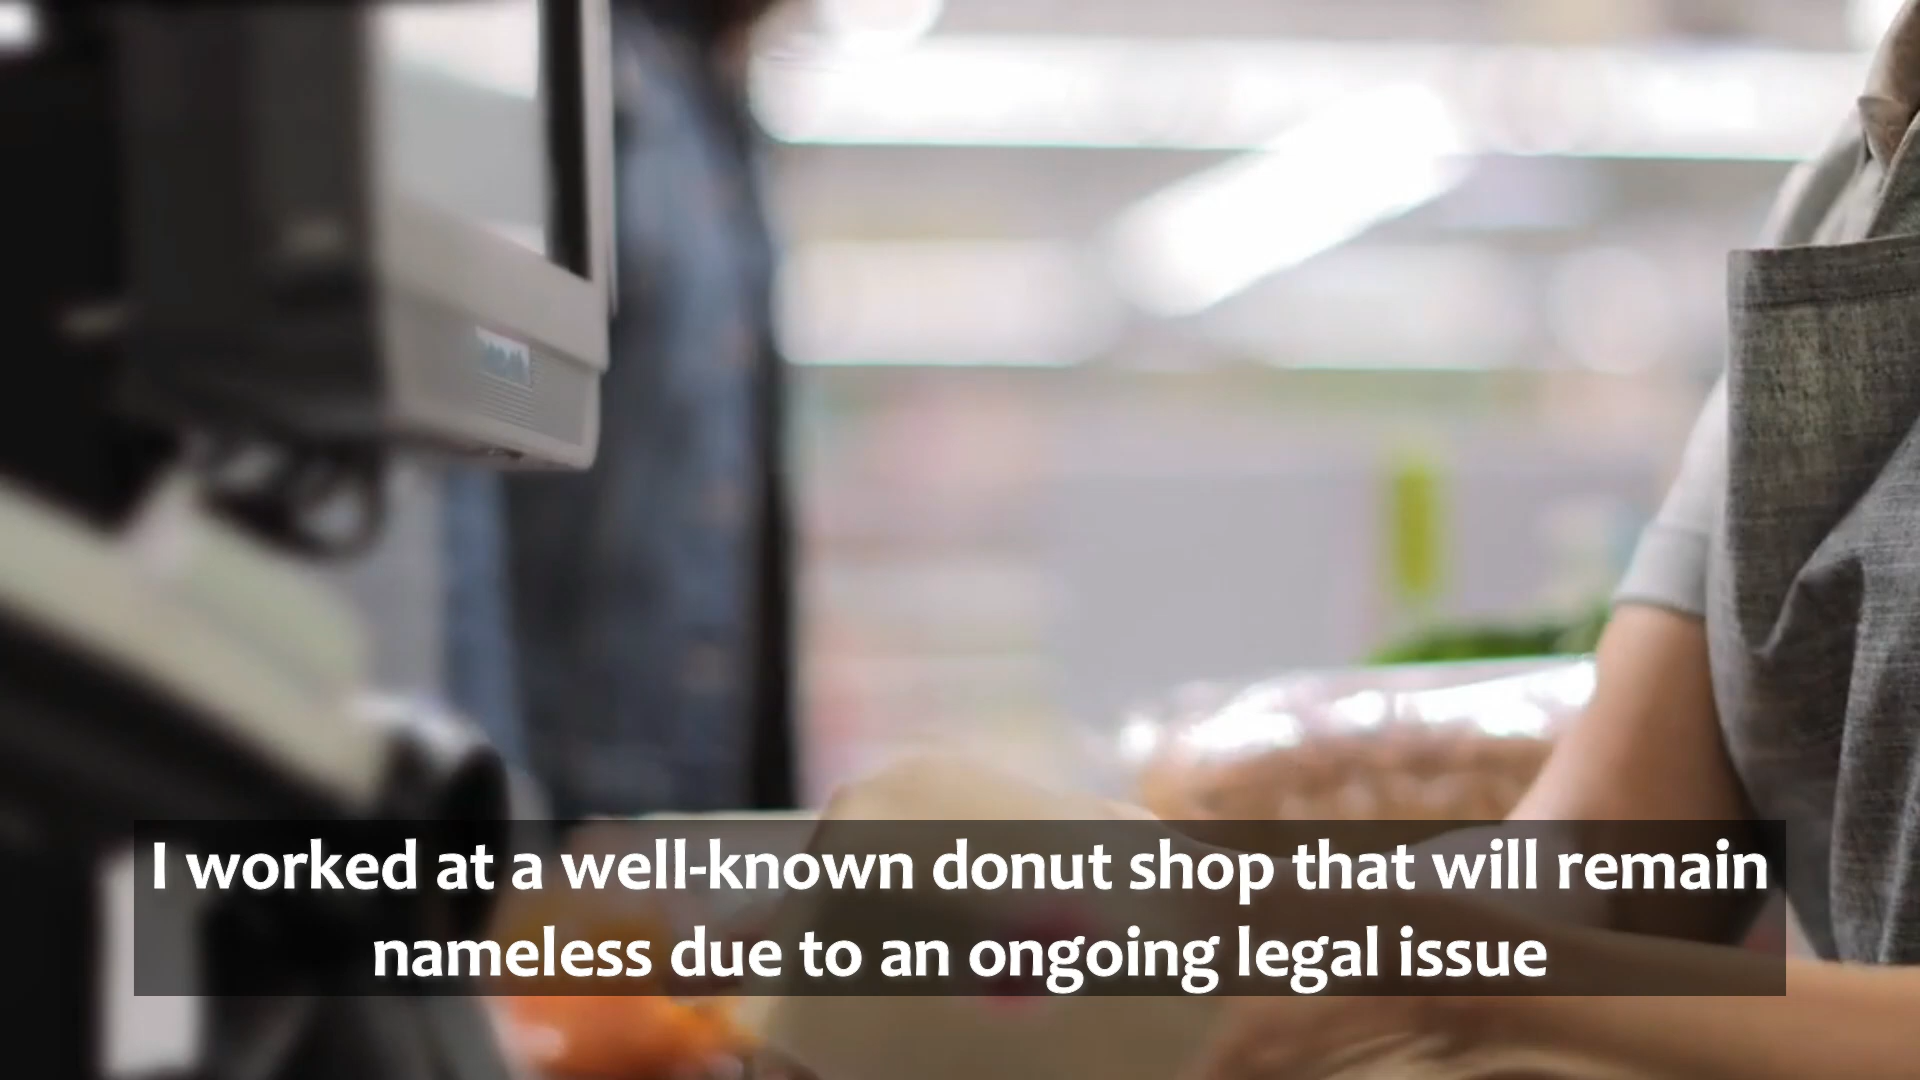 I worked at a well-known donut shop that will remain
nameless due to an ongoing legal issue